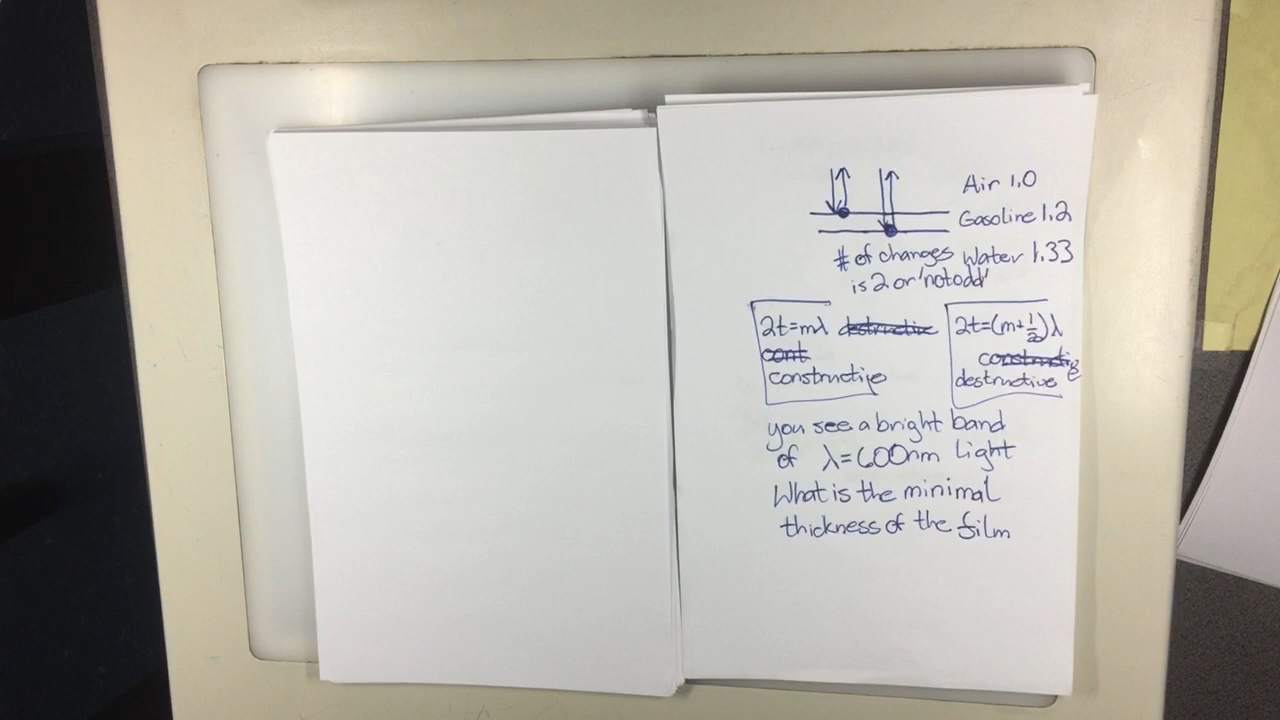 Air 1.0
Gasoline 1.2
Water 1.33
# of changes
is 2 or 'not odd'
2t=mλ destructive
cont
constructive
2t=(m+1/2)λ
constructive
destructive
you see a bright band
of λ=600nm light
What is the minimal
thickness of the film